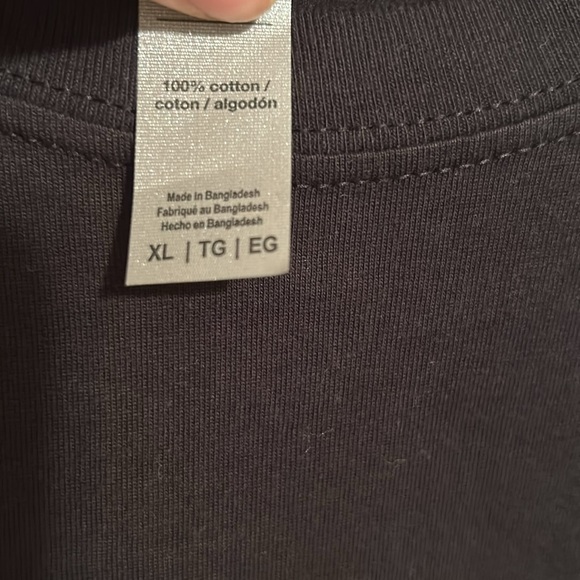 100% cotton /
coton / algodón
Made in Bangladesh
Fabriqué au Bangladesh
Hecho en Bangladesh
XL | TG | EG